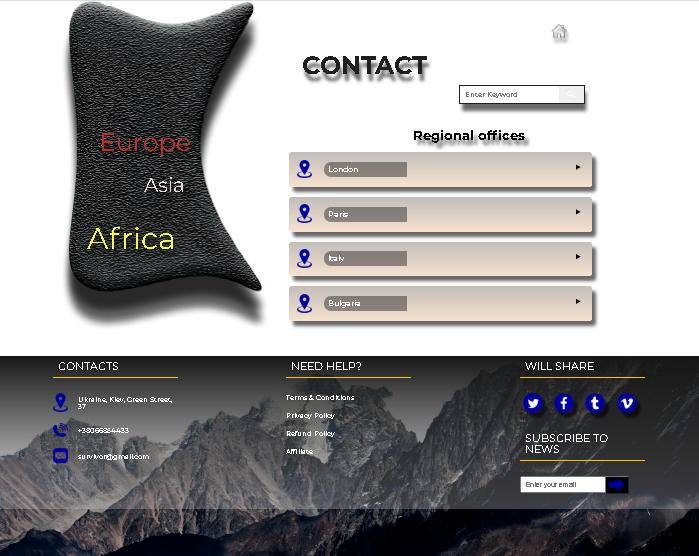 CONTACT
Enter Keyword
Europe
Asia
Africa
Regional offices
London
Paris
Italy
Bulgaria
CONTACTS
Ukraine, Kiev, Green Street,
37
+38066884433
survivor@gmail.com
NEED HELP?
Terms & Conditions
Privacy Policy
Refund Policy
Affiliate
WILL SHARE
SUBSCRIBE TO
NEWS
Enter your email